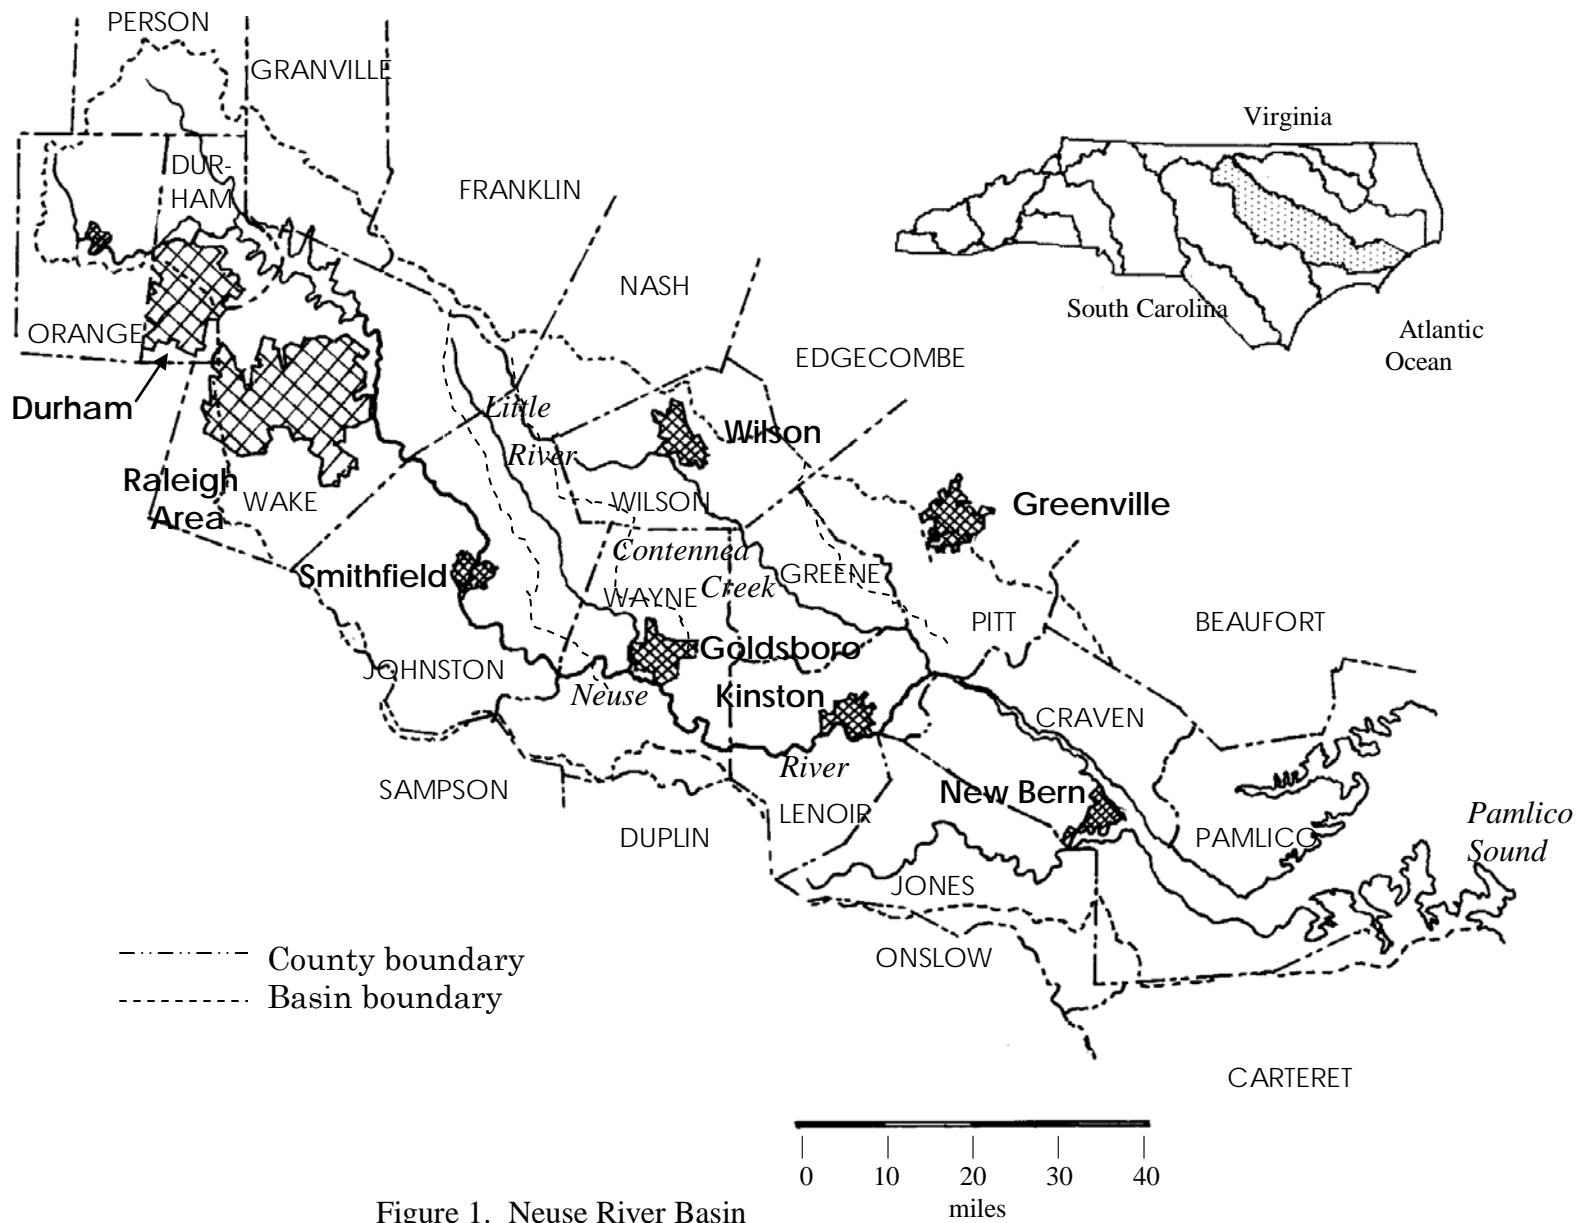 PERSON
GRANVILLE
Virginia
DUR-
HAM
FRANKLIN
NASH
South Carolina
Atlantic
Ocean
ORANGE
EDGECOMBE
Durham
Little
River
Wilson
Raleigh
Area
WAKE
WILSON
Greenville
Contenned
Creek
Smithfield
GREENE
WAYNE
PITT
BEAUFORT
Goldsboro
JOHNSTON
Neuse
Kinston
CRAVEN
River
SAMPSON
New Bern
LENOIR
DUPLIN
PAMLICO
Pamlico
Sound
JONES
ONSLOW
County boundary
Basin boundary
CARTERET
0 10 20 30 40
miles
Figure 1. Neuse River Basin